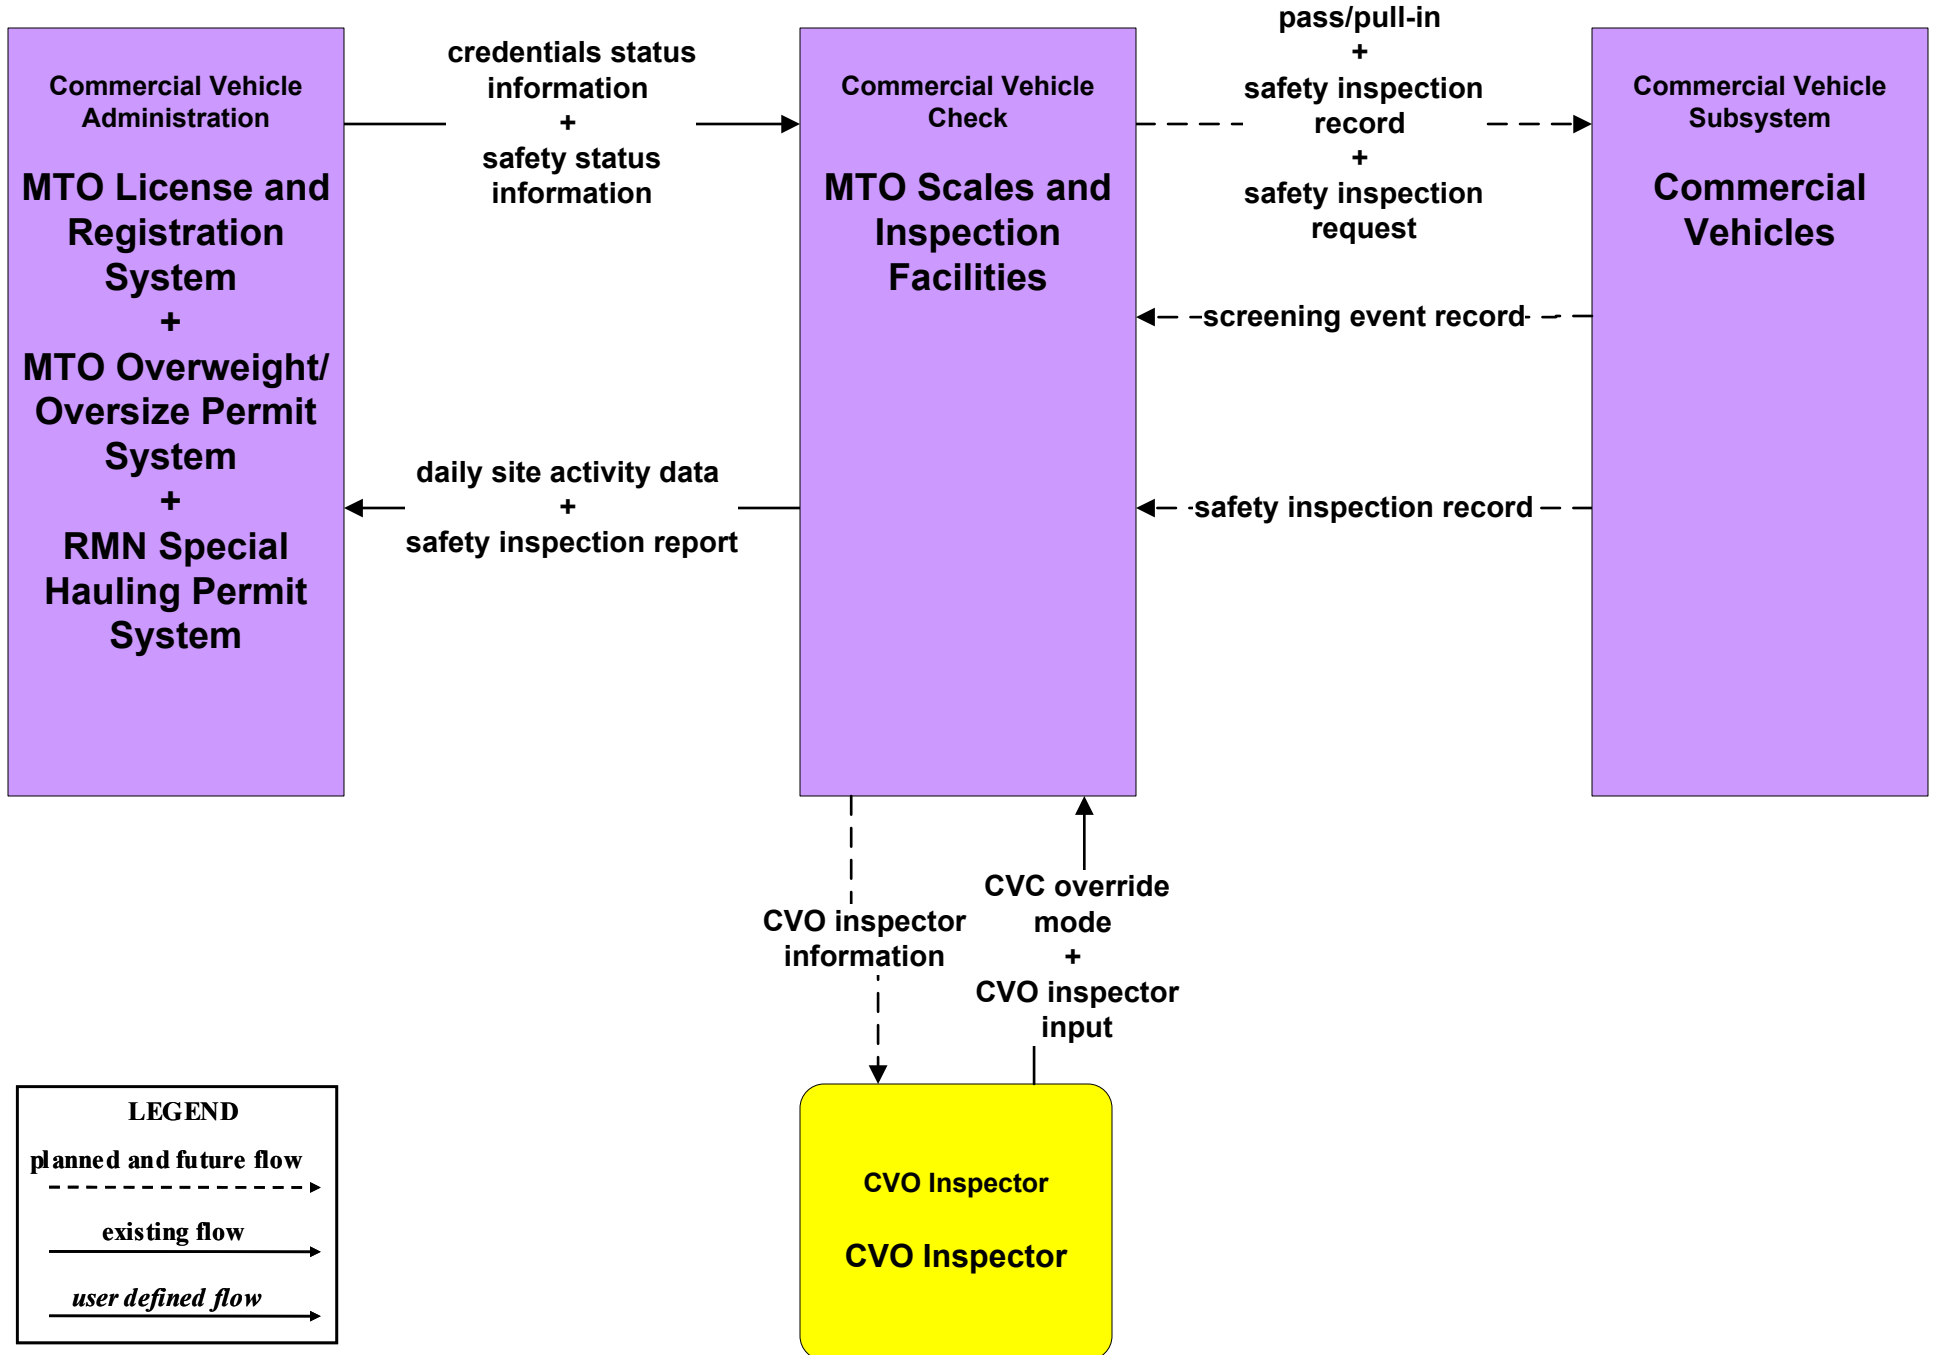 Commercial Vehicle
Administration
MTO License and
Registration
System
+
MTO Overweight/
Oversize Permit
System
+
RMN Special
Hauling Permit
System
credentials status
information
+
safety status
information
daily site activity data
+
safety inspection report
Commercial Vehicle
Check
MTO Scales and
Inspection
Facilities
pass/pull-in
+
safety inspection
record
+
safety inspection
request
screening event record
safety inspection record
Commercial Vehicle
Subsystem
Commercial
Vehicles
CVO inspector
information
CVC override
mode
+
CVO inspector
input
CVO Inspector
CVO Inspector
LEGEND
planned and future flow
existing flow
user defined flow